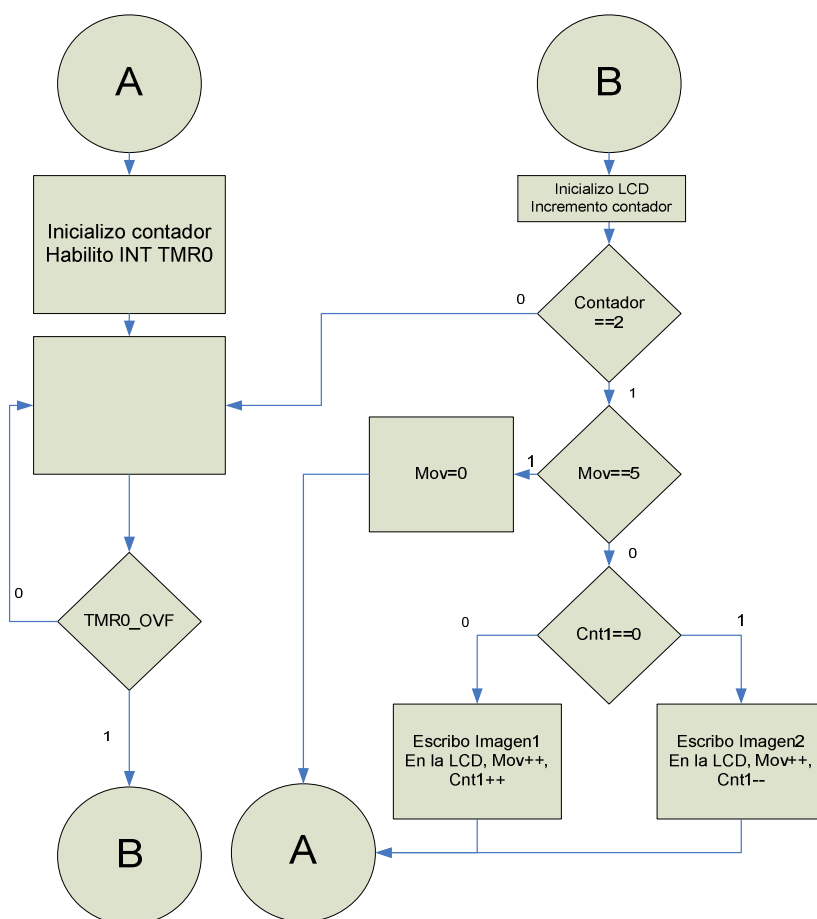 A
B
Inicializo contador
Habilito INT TMR0
Inicializo LCD
Incremento contador
0
Contador
==2
1
Mov=0
1
Mov==5
0
0
TMR0_OVF
0
Cnt1==0
1
1
Escribo Imagen1
En la LCD, Mov++,
Cnt1++
Escribo Imagen2
En la LCD, Mov++,
Cnt1--
B
A